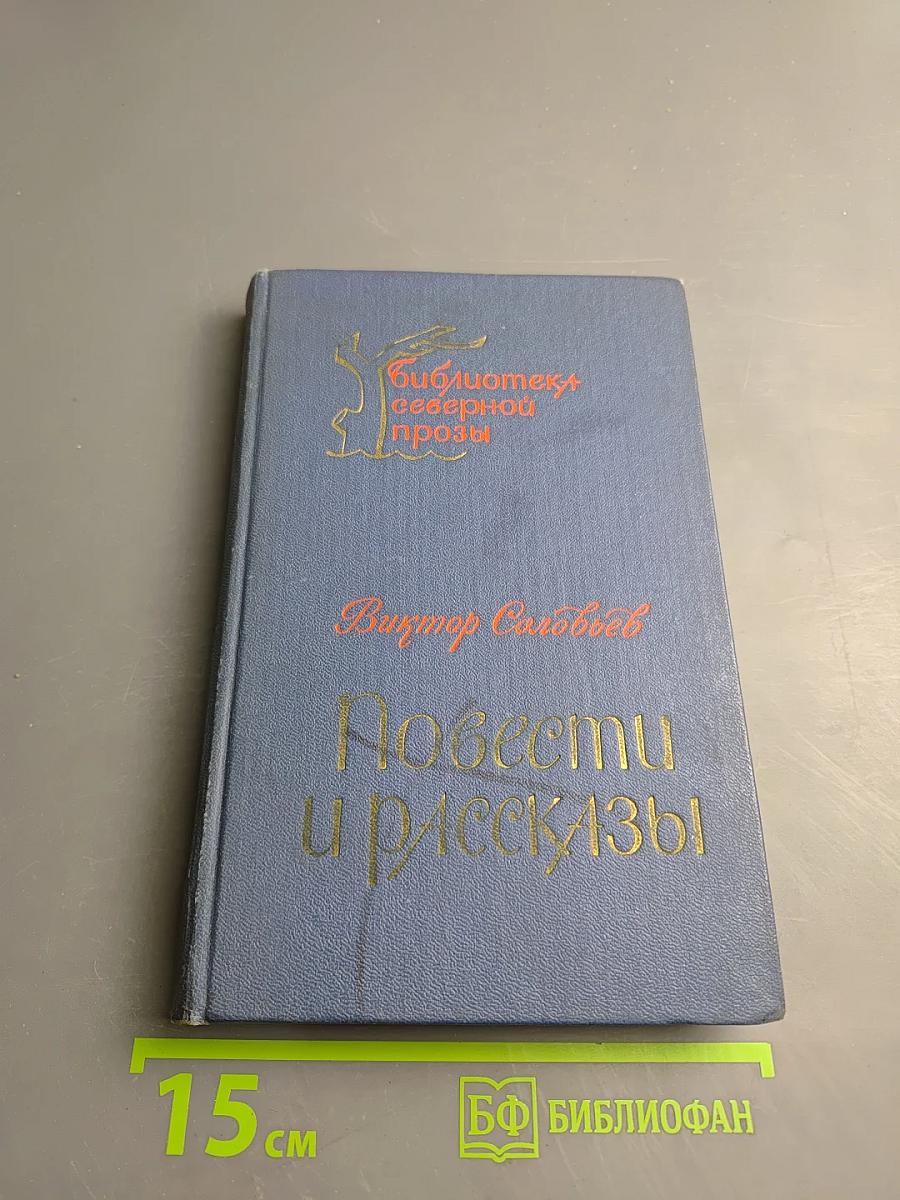 Библиотека
северной
прозы
Виктор Соловьев
Повести
и рассказы
15 см
БФ БИБЛИОФАН